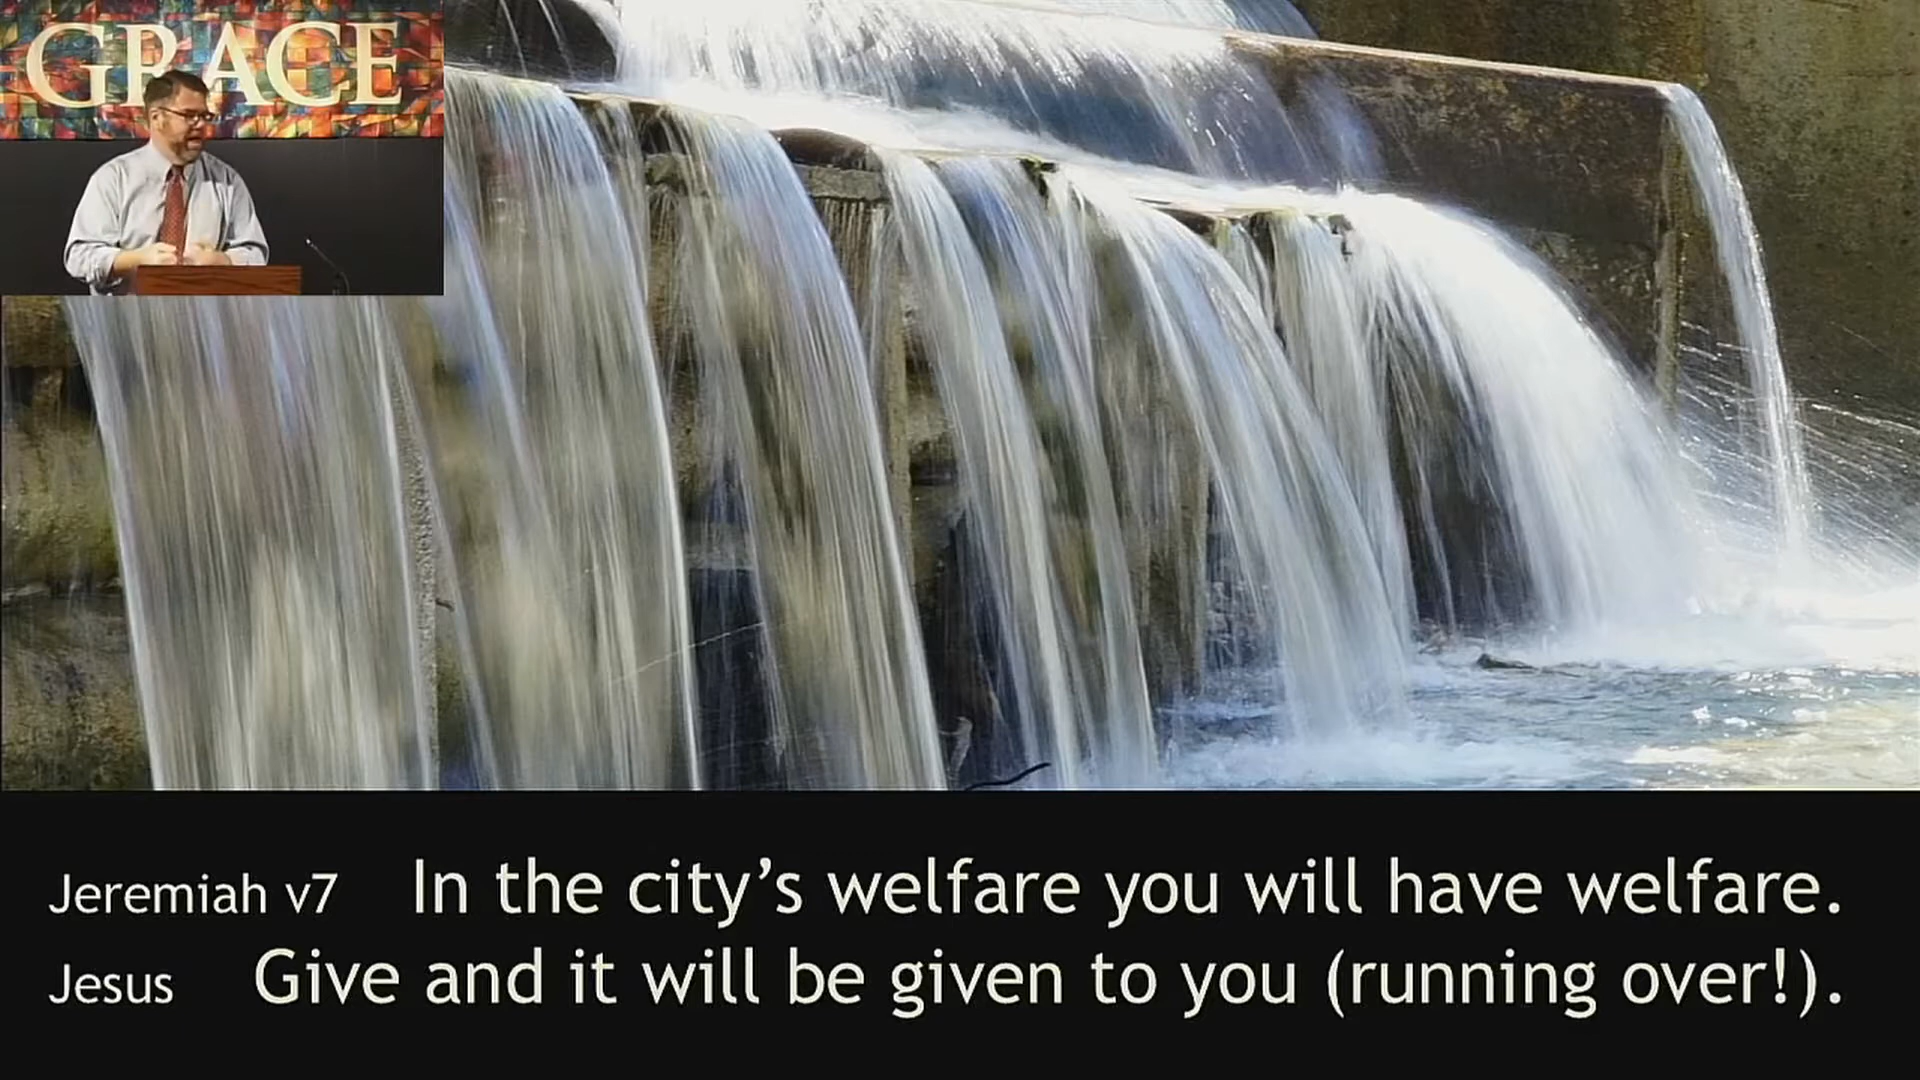 GRACE
Jeremiah v7 In the city’s welfare you will have welfare.
Jesus Give and it will be given to you (running over!).